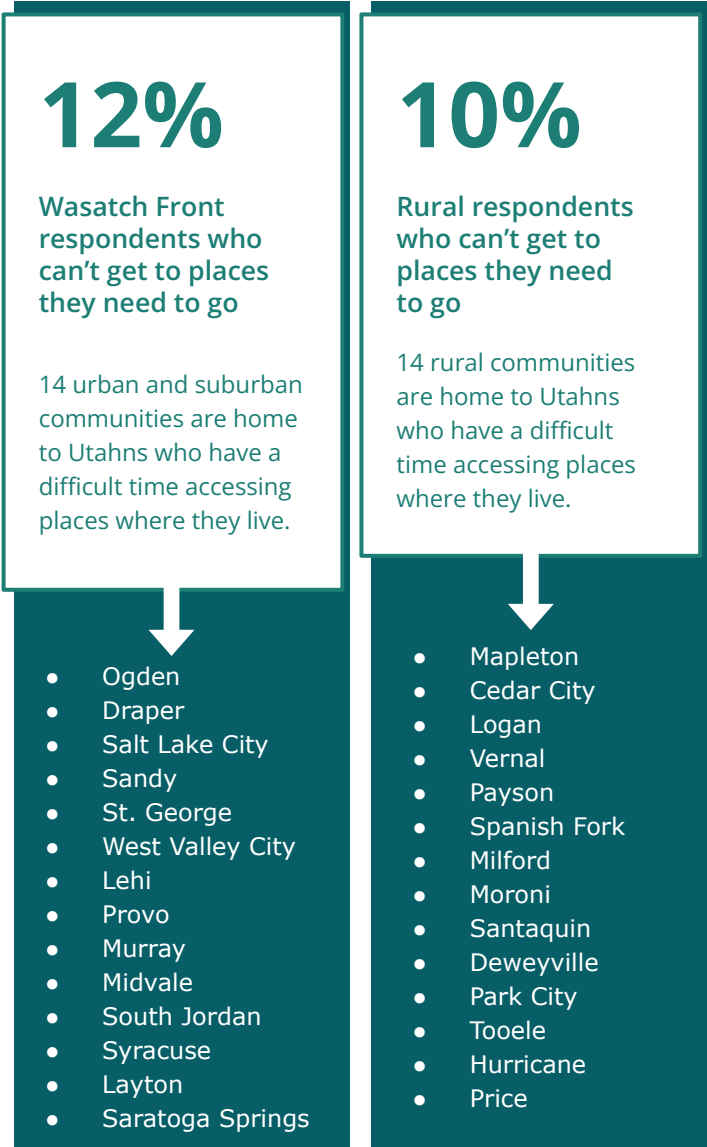 12%
Wasatch Front
respondents who
can’t get to places
they need to go
14 urban and suburban
communities are home
to Utahns who have a
difficult time accessing
places where they live.
● Ogden
● Draper
● Salt Lake City
● Sandy
● St. George
● West Valley City
● Lehi
● Provo
● Murray
● Midvale
● South Jordan
● Syracuse
● Layton
● Saratoga Springs
10%
Rural respondents
who can’t get to
places they need
to go
14 rural communities
are home to Utahns
who have a difficult
time accessing places
where they live.
● Mapleton
● Cedar City
● Logan
● Vernal
● Payson
● Spanish Fork
● Milford
● Moroni
● Santaquin
● Deweyville
● Park City
● Tooele
● Hurricane
● Price